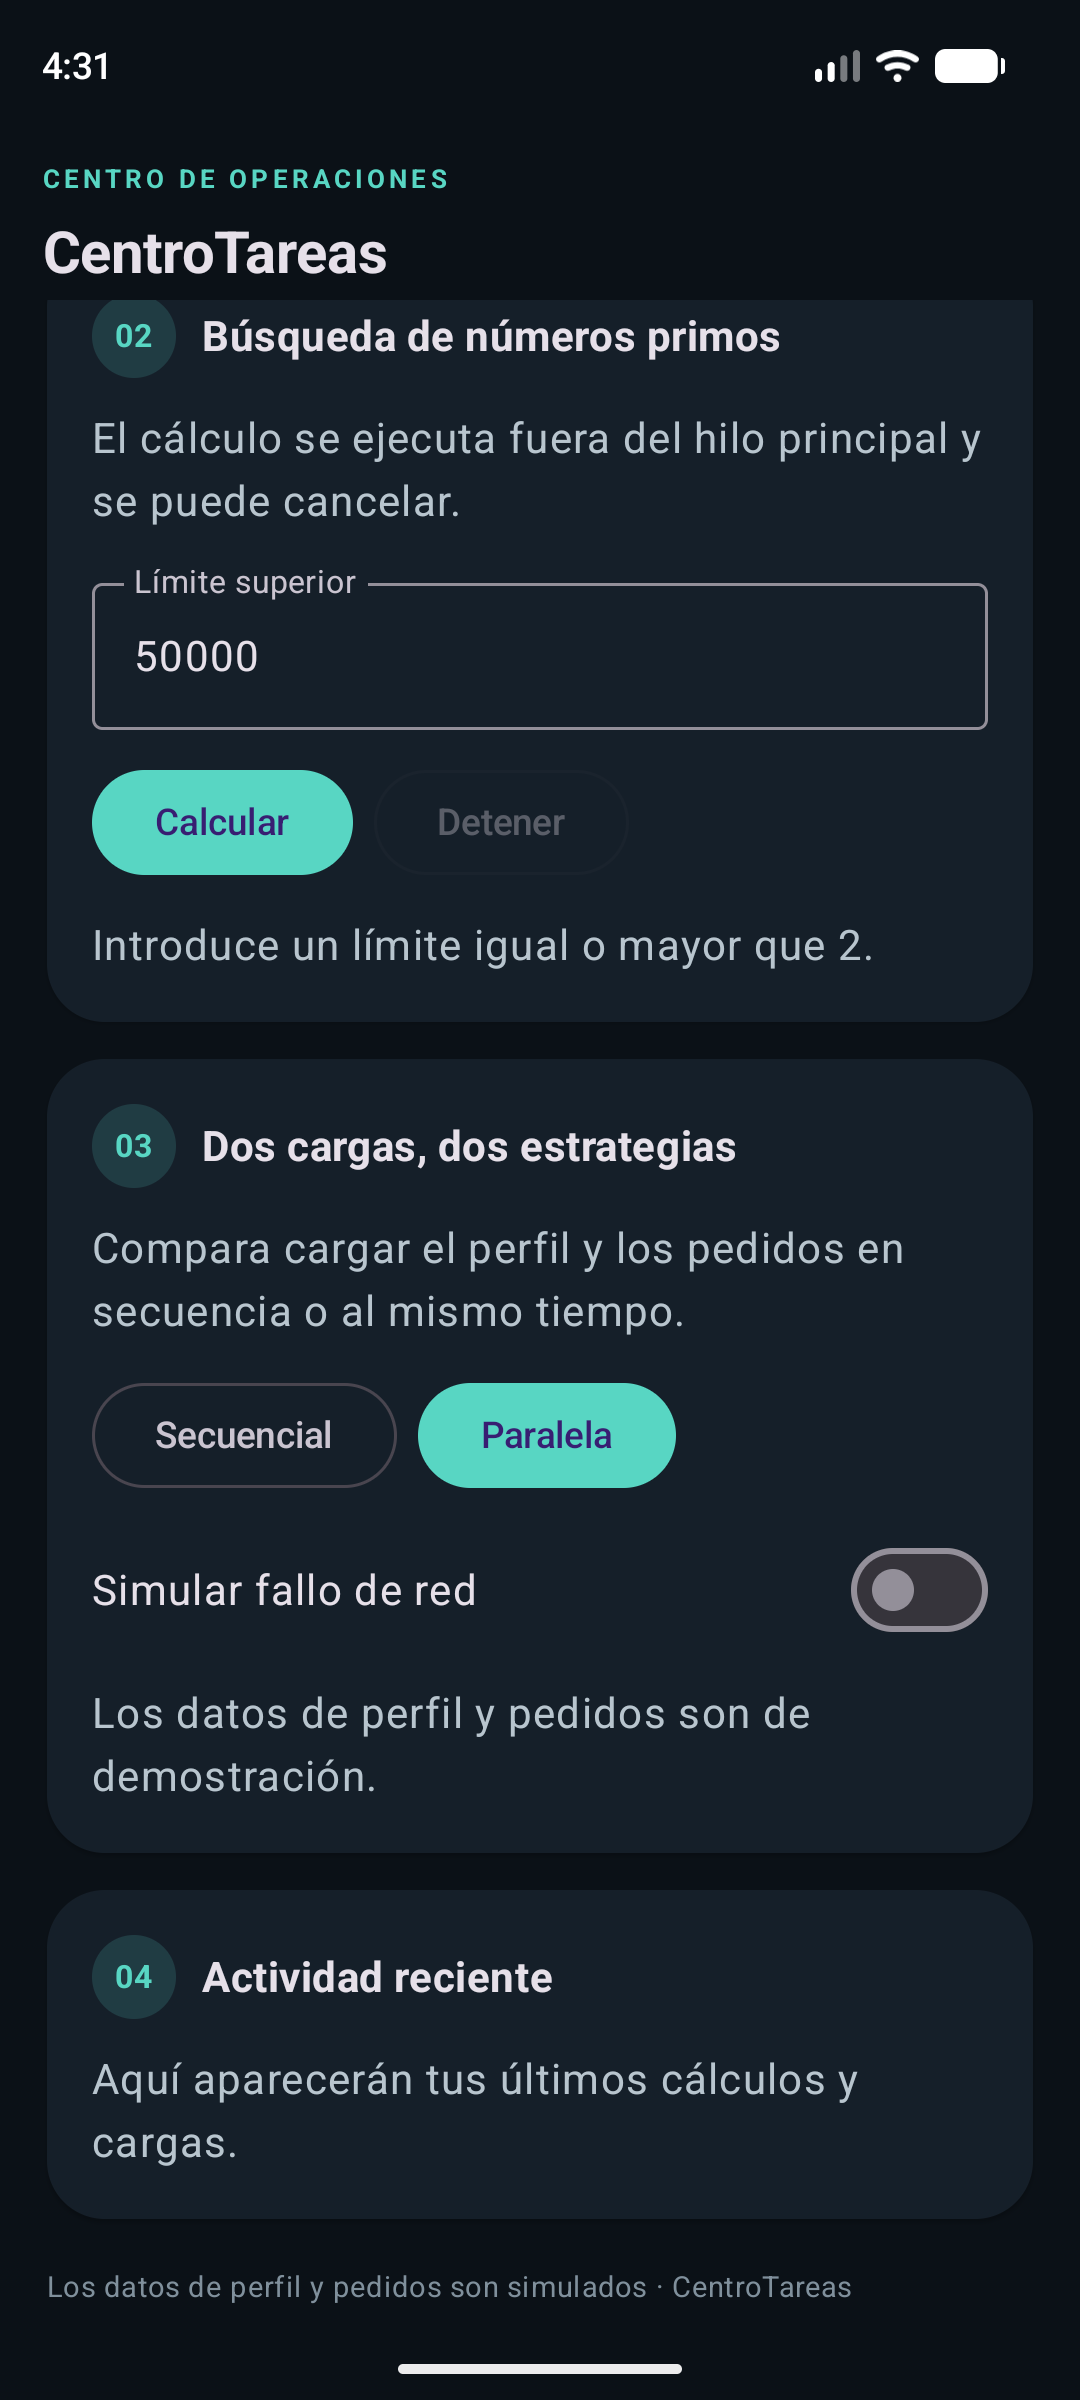 4:31
CENTRO DE OPERACIONES
CentroTareas
02
Búsqueda de números primos
El cálculo se ejecuta fuera del hilo principal y
se puede cancelar.
Límite superior
50000
Calcular
Detener
Introduce un límite igual o mayor que 2.
03
Dos cargas, dos estrategias
Compara cargar el perfil y los pedidos en
secuencia o al mismo tiempo.
Secuencial
Paralela
Simular fallo de red
Los datos de perfil y pedidos son de
demostración.
04
Actividad reciente
Aquí aparecerán tus últimos cálculos y
cargas.
Los datos de perfil y pedidos son simulados · CentroTareas